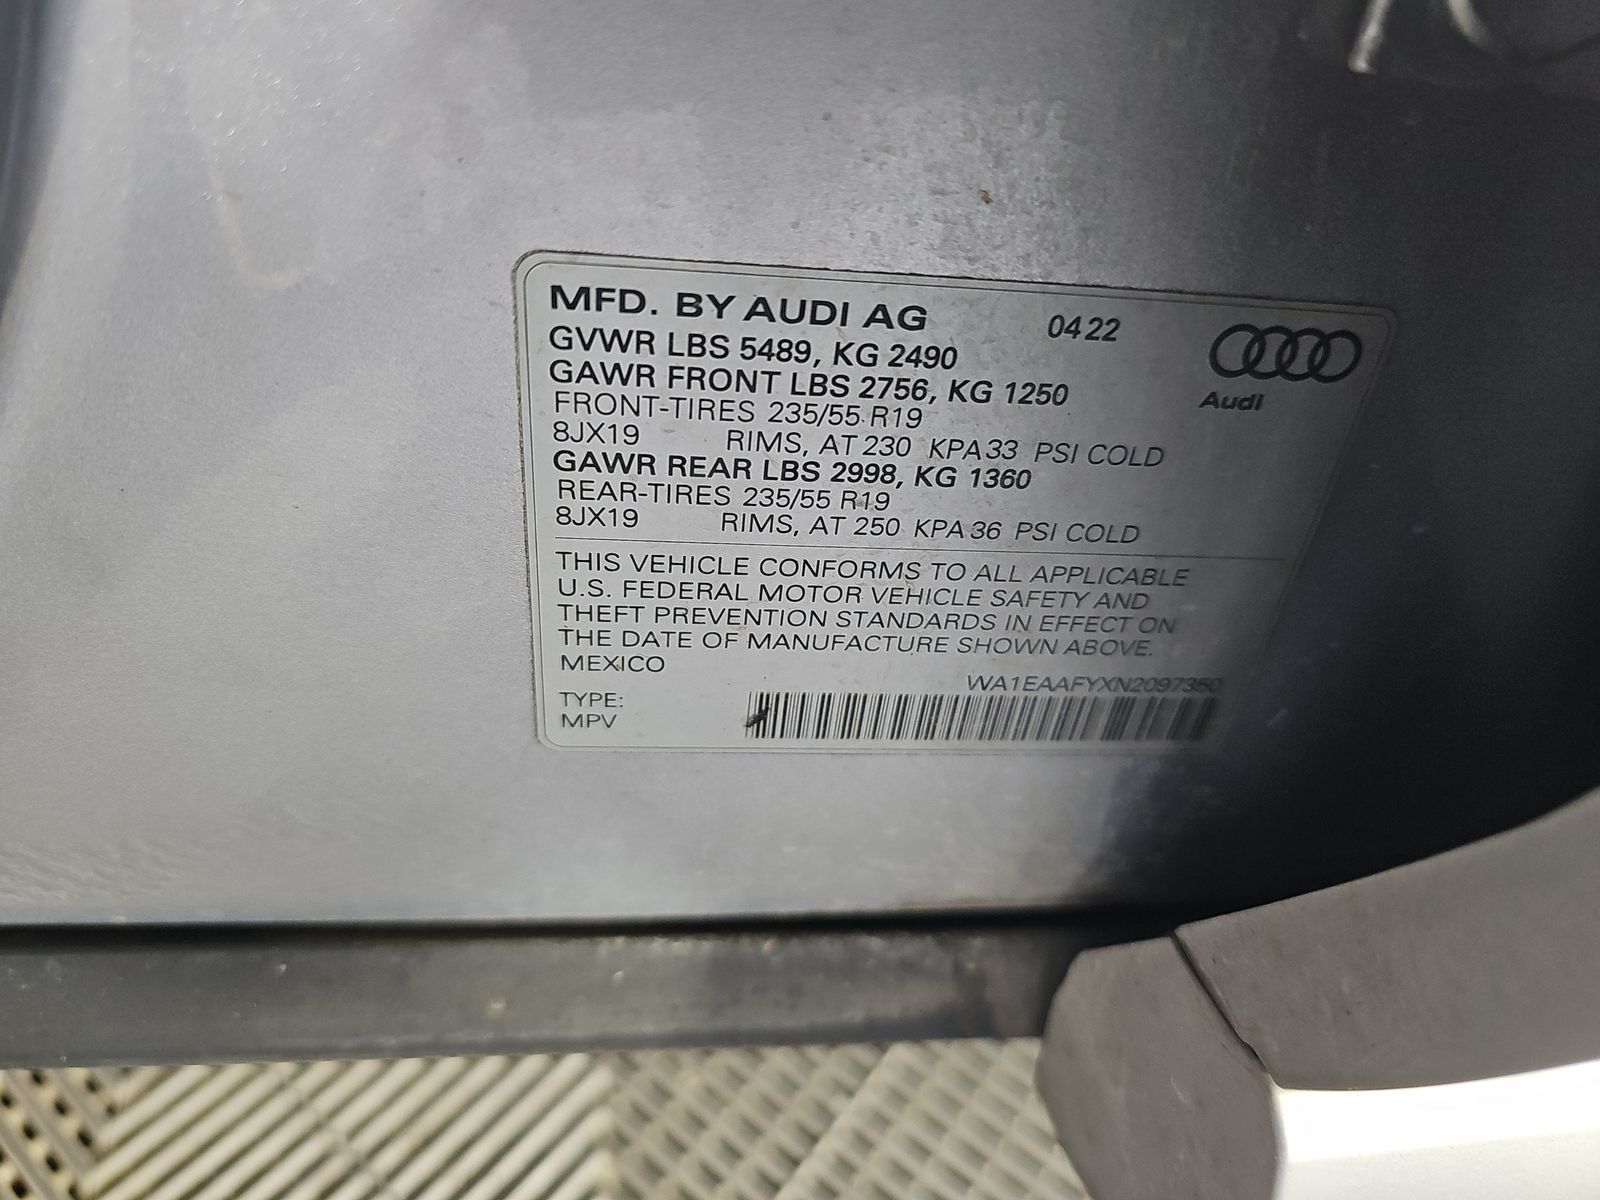 MFD. BY AUDI AG 04 22
GVWR LBS 5489, KG 2490
GAWR FRONT LBS 2756, KG 1250
Audi
FRONT-TIRES 235/55 R19
8JX19 RIMS, AT 230 KPA 33 PSI COLD
GAWR REAR LBS 2998, KG 1360
REAR-TIRES 235/55 R19
8JX19 RIMS, AT 250 KPA 36 PSI COLD
THIS VEHICLE CONFORMS TO ALL APPLICABLE
U.S. FEDERAL MOTOR VEHICLE SAFETY AND
THEFT PREVENTION STANDARDS IN EFFECT ON
THE DATE OF MANUFACTURE SHOWN ABOVE.
MEXICO
WA1EAAFYXN2097350
TYPE:
MPV